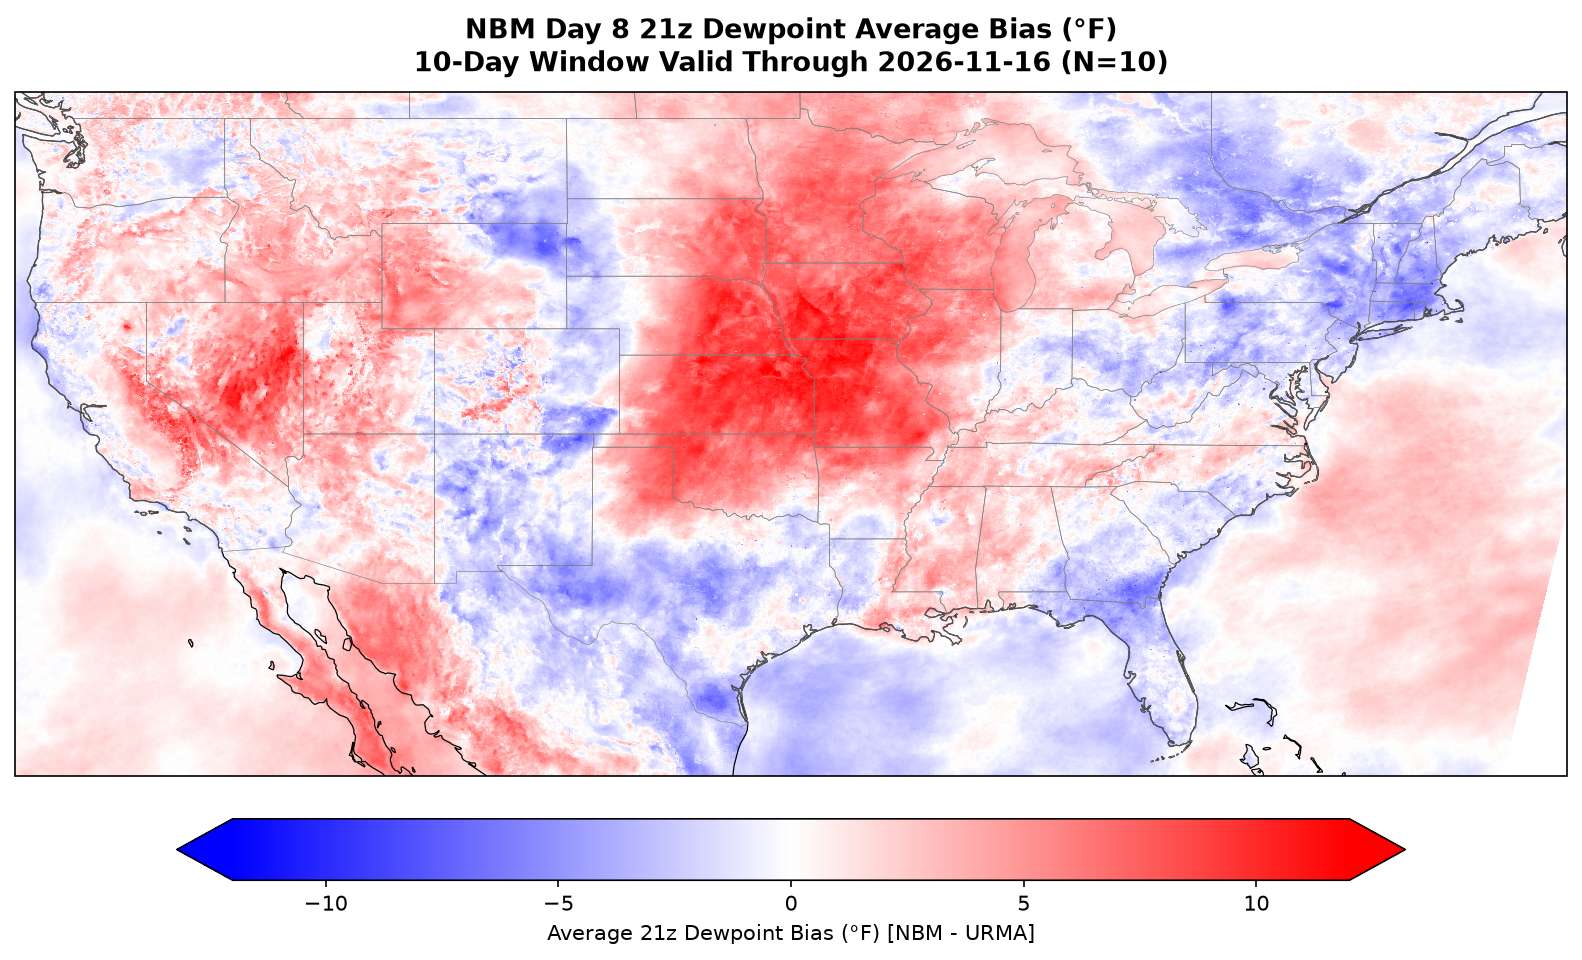 NBM Day 8 21z Dewpoint Average Bias (°F)
10-Day Window Valid Through 2026-11-16 (N=10)
−10 −5 0 5 10
Average 21z Dewpoint Bias (°F) [NBM - URMA]